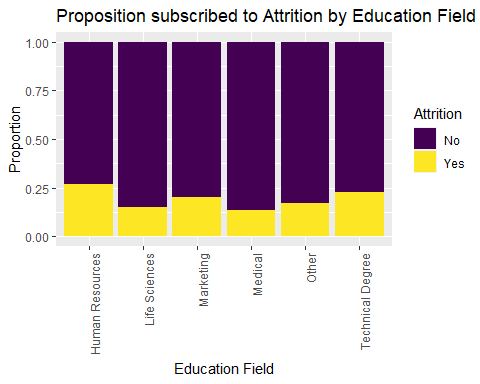 Proposition subscribed to Attrition by Education Field
Proportion
1.00
0.75
0.50
0.25
0.00
Human Resources
Life Sciences
Marketing
Medical
Other
Technical Degree
Education Field
Attrition
No
Yes